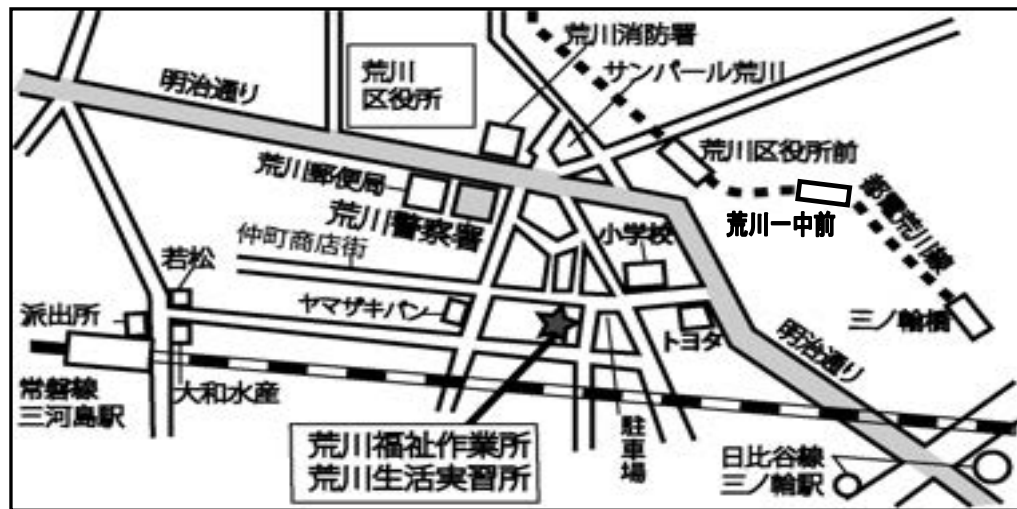 荒川消防署
サンパール荒川
荒川
区役所
明治通り
荒川郵便局
荒川警察署
荒川区役所前
荒川一中前
都電荒川線
三ノ輪橋
仲町商店街
小学校
若松
ヤマザキパン
派出所
トヨタ
明治通り
常磐線
三河島駅
大和水産
荒川福祉作業所
荒川生活実習所
駐車場
日比谷線
三ノ輪駅